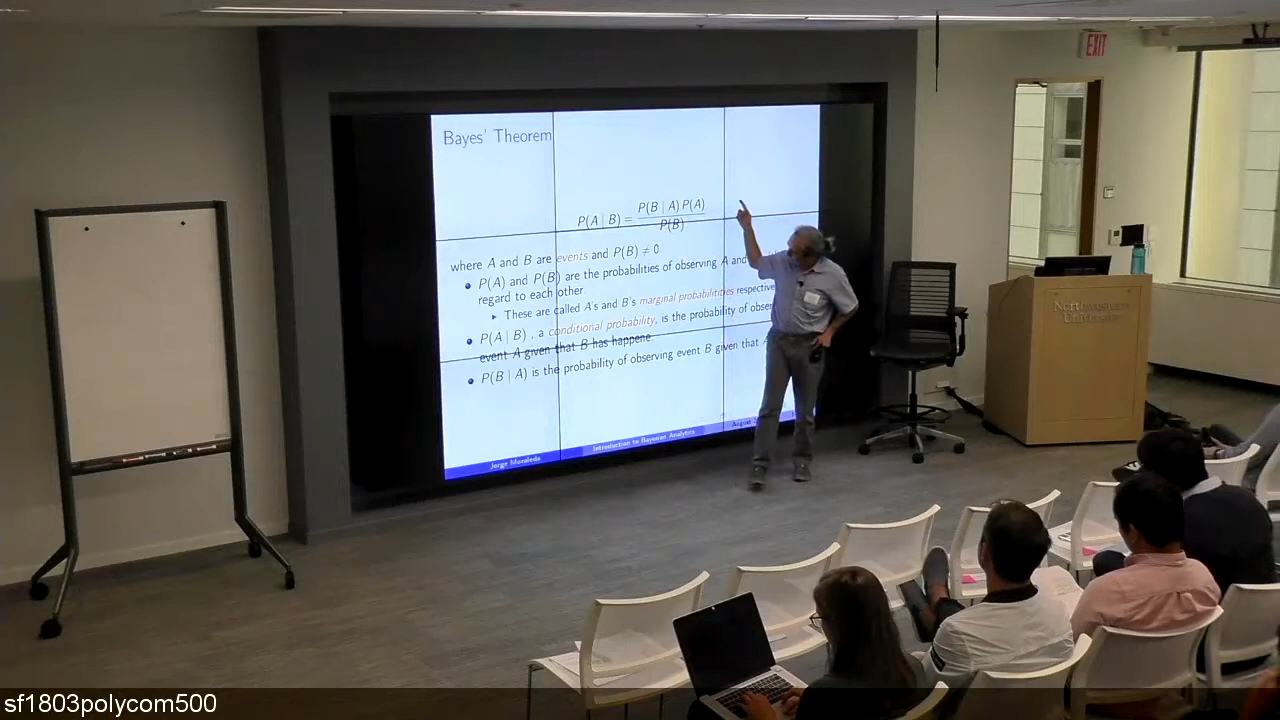 EXIT
Bayes' Theorem
P(A | B) = P(B | A) P(A) / P(B)
where A and B are events and P(B) ≠ 0.
P(A) and P(B) are the probabilities of observing A and
regard to each other
These are called A's and B's marginal probabilities
P(A | B) , a conditional probability, is the probability of
event A given that B has happene
P(B | A) is the probability of observing event B given that
Jorge Moraleda
Introduction to Bayesian Analytics
August
Northwestern
University
sf1803polycom500